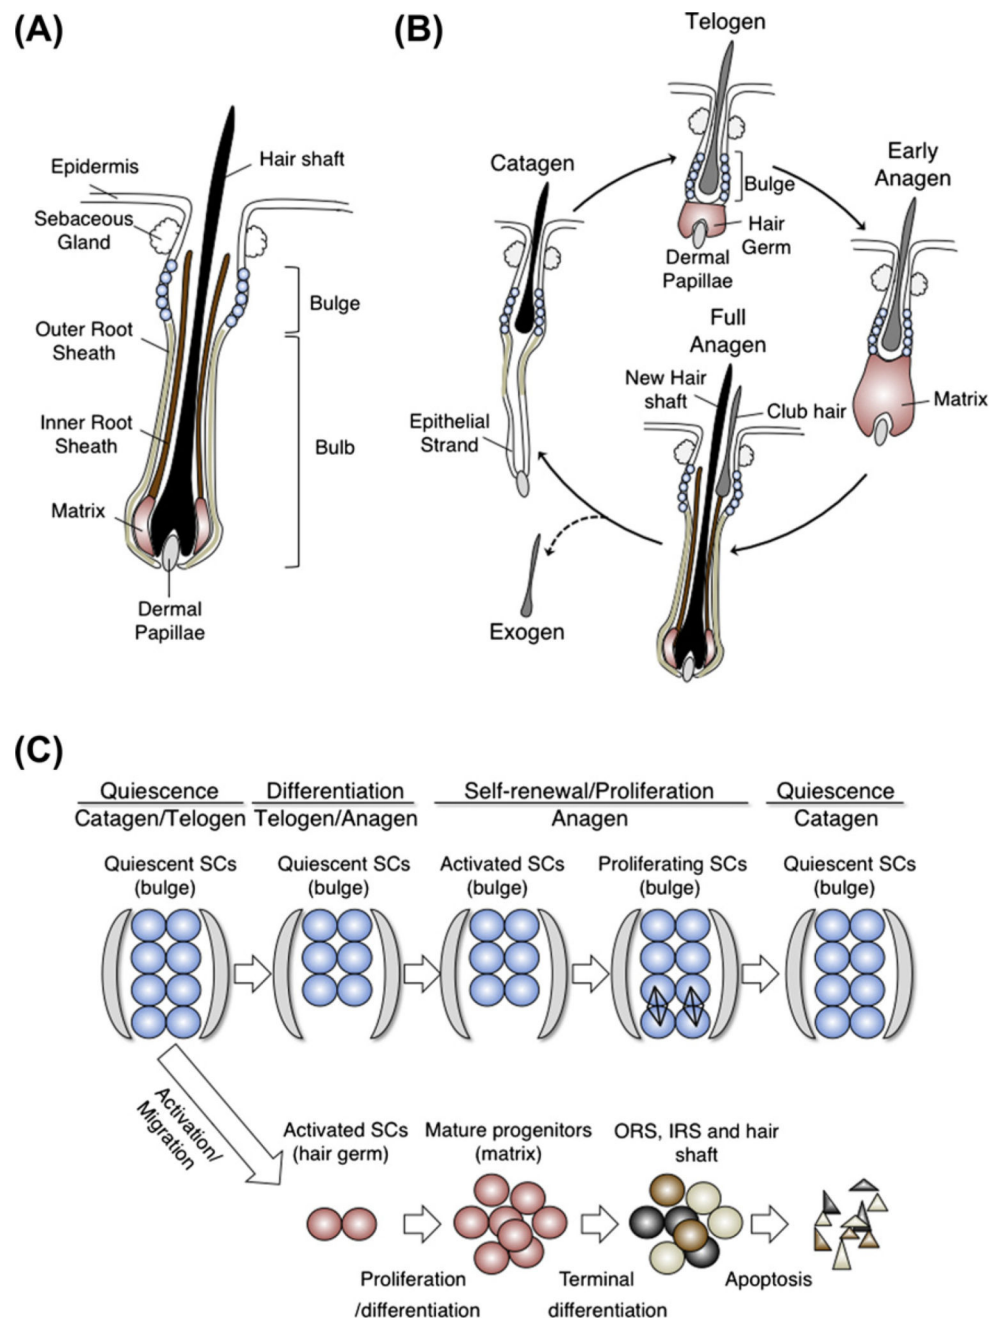 (A)
Epidermis
Hair shaft
Sebaceous
Gland
Bulge
Outer Root
Sheath
Inner Root
Sheath
Bulb
Matrix
Dermal
Papillae
(B)
Telogen
Catagen
Early
Anagen
Bulge
Hair
Germ
Dermal
Papillae
Full
Anagen
New Hair
shaft
Club hair
Matrix
Epithelial
Strand
Exogen
(C)
Quiescence
Catagen/Telogen
Differentiation
Telogen/Anagen
Self-renewal/Proliferation
Anagen
Quiescence
Catagen
Quiescent SCs
(bulge)
Quiescent SCs
(bulge)
Activated SCs
(bulge)
Proliferating SCs
(bulge)
Quiescent SCs
(bulge)
Activation/
Migration
Activated SCs
(hair germ)
Mature progenitors
(matrix)
ORS, IRS and hair
shaft
Proliferation
/differentiation
Terminal
differentiation
Apoptosis